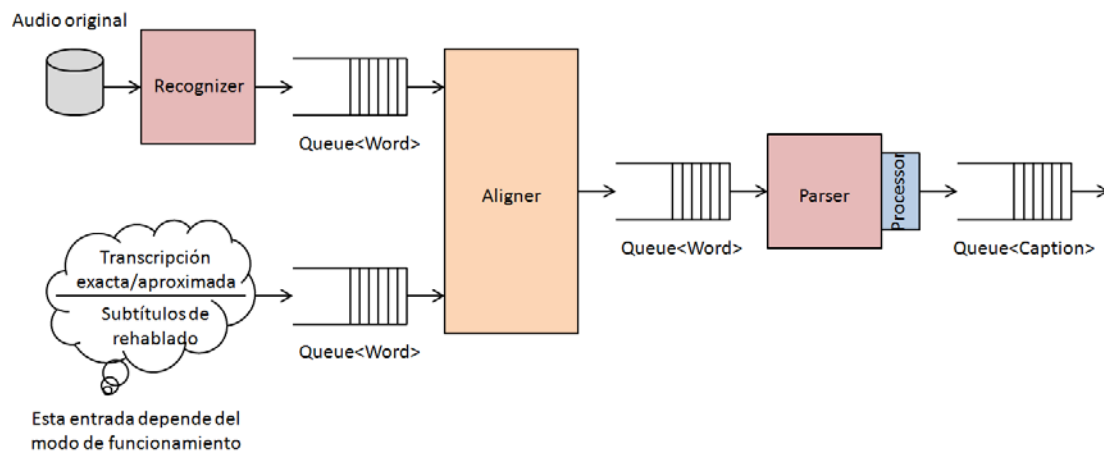 Audio original
Recognizer
Queue<Word>
Aligner
Queue<Word>
Parser
Processor
Queue<Caption>
Transcripción
exacta/aproximada
Subtítulos de
rehablado
Queue<Word>
Esta entrada depende del
modo de funcionamiento